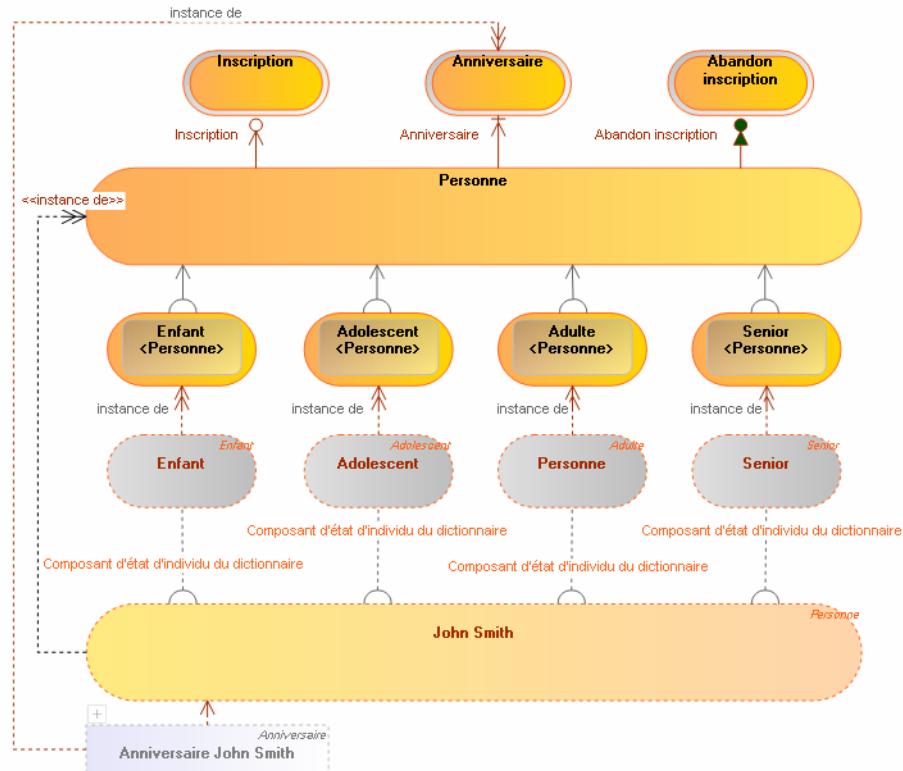 instance de
Inscription
Anniversaire
Abandon
inscription
Inscription
Anniversaire
Abandon inscription
Personne
<<instance de>>
Enfant
<Personne>
Adolescent
<Personne>
Adulte
<Personne>
Senior
<Personne>
instance de
instance de
instance de
instance de
Enfant
Enfant
Adolescent
Adolescent
Adulte
Personne
Senior
Senior
Composant d'état d'individu du dictionnaire
Composant d'état d'individu du dictionnaire
Composant d'état d'individu du dictionnaire
Composant d'état d'individu du dictionnaire
Personne
John Smith
Anniversaire
Anniversaire John Smith